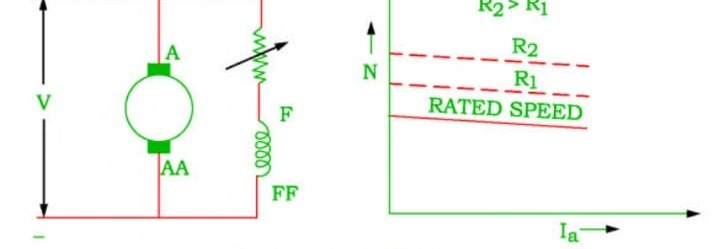 R2 > R1
R2
N
R1
RATED SPEED
Ia
V
A
F
AA
FF
−